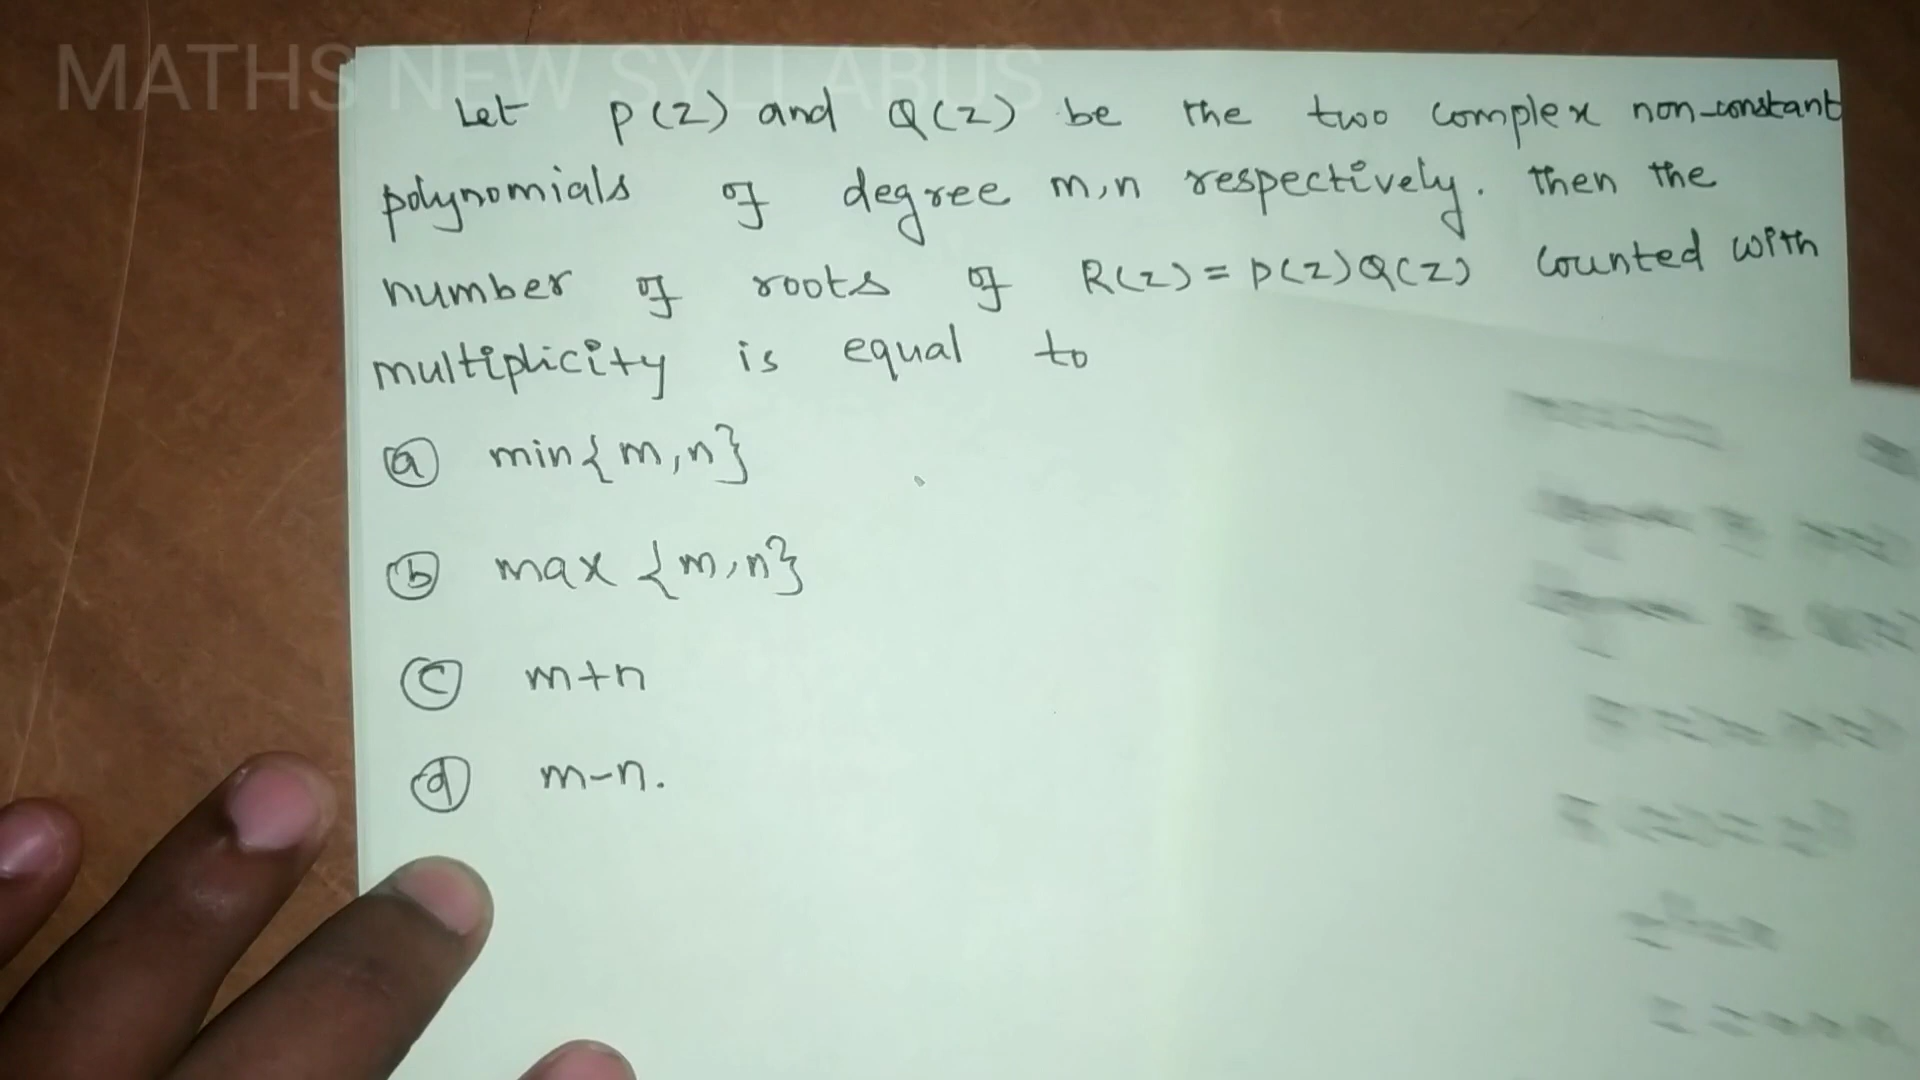 MATHS NEW SYLLABUS
Let P(z) and Q(z) be the two complex non-constant
polynomials of degree m,n respectively. Then the
number of roots of R(z) = P(z)Q(z) counted with
multiplicity is equal to
(a) min{m,n}
(b) max {m,n}
(c) m+n
(d) m-n.